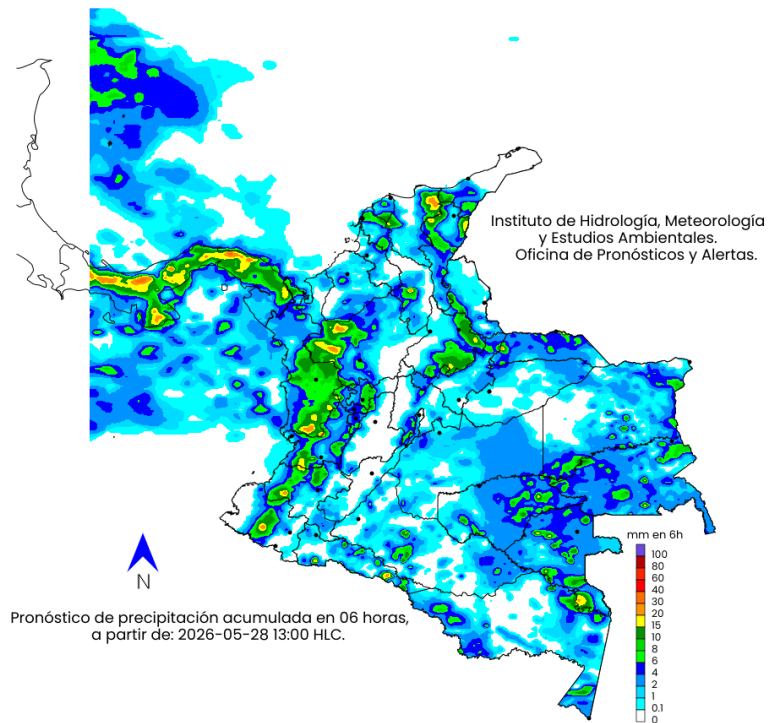 Instituto de Hidrología, Meteorología
y Estudios Ambientales.
Oficina de Pronósticos y Alertas.
mm en 6h
100
80
60
40
30
20
15
10
8
6
4
2
1
0.1
0
N
Pronóstico de precipitación acumulada en 06 horas,
a partir de: 2026-05-28 13:00 HLC.